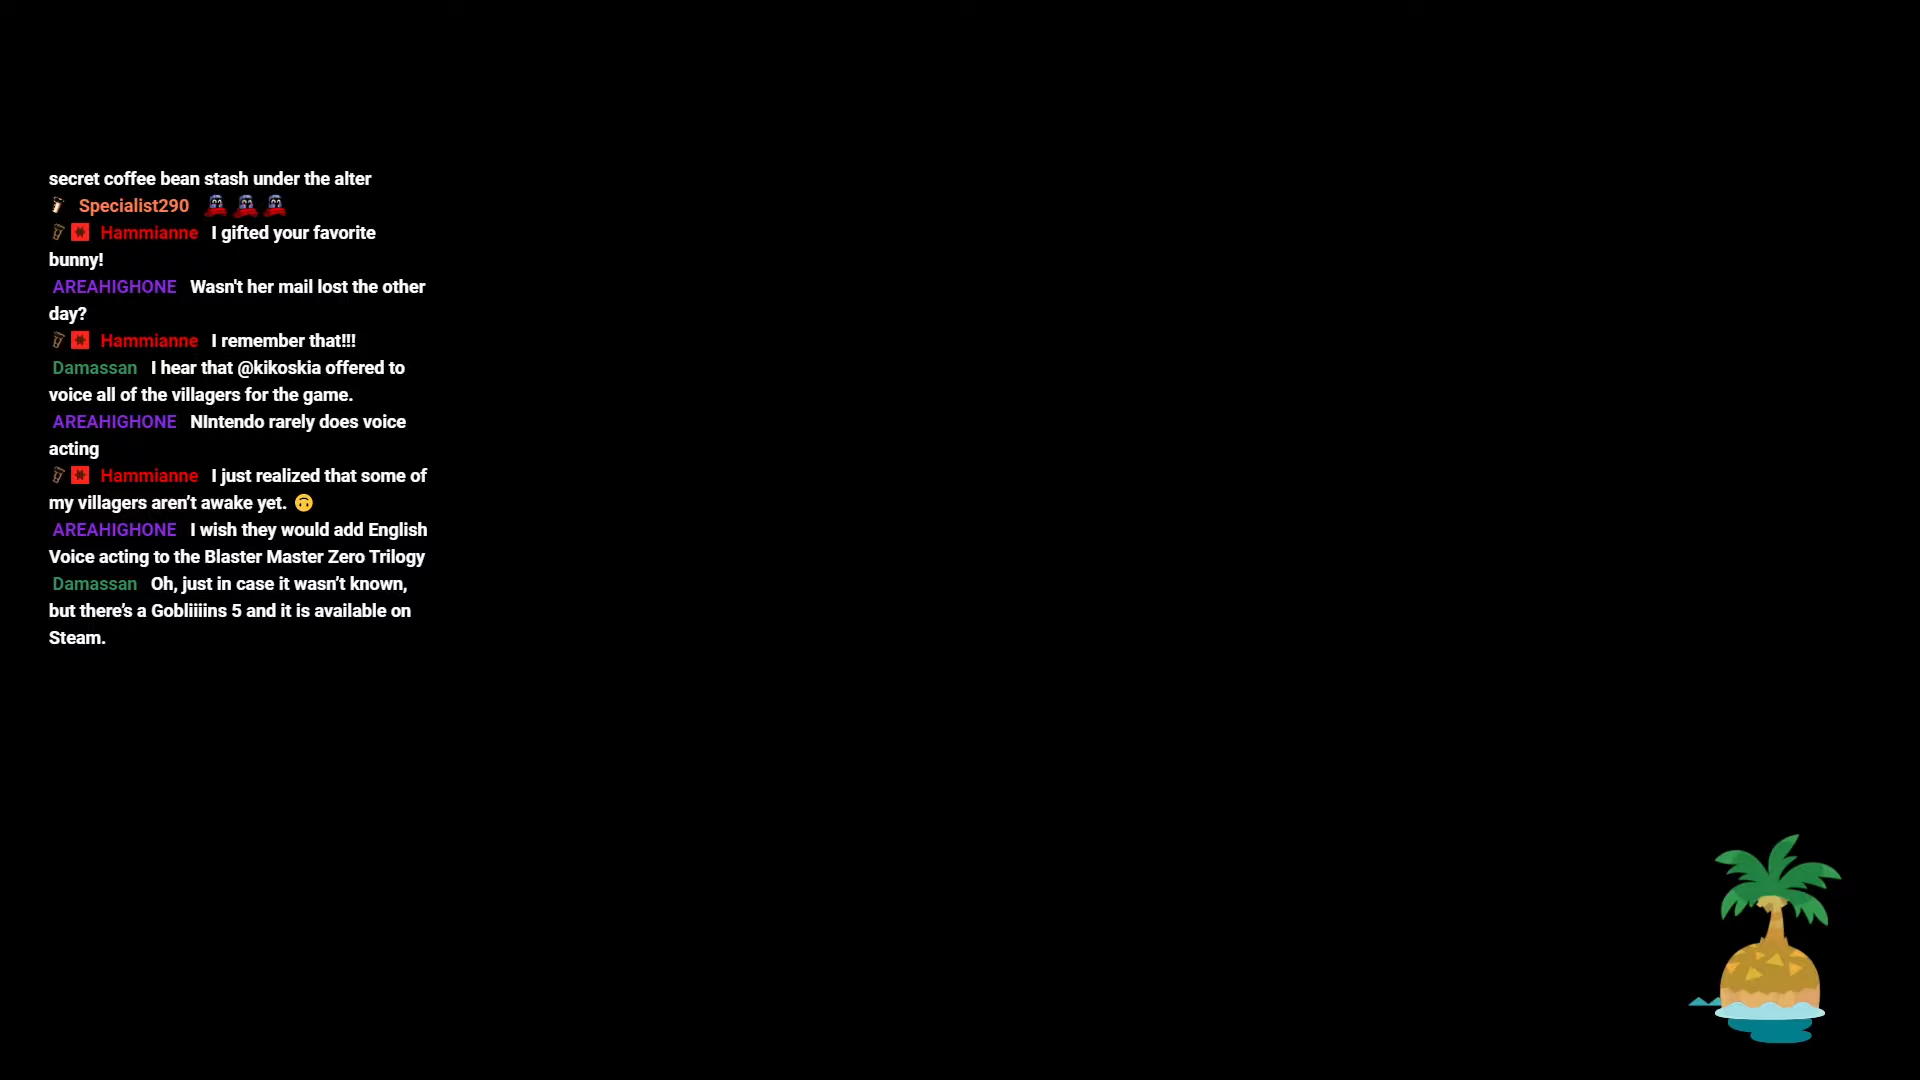 secret coffee bean stash under the alter
Specialist290
Hammianne I gifted your favorite
bunny!
AREAHIGHONE Wasn't her mail lost the other
day?
Hammianne I remember that!!!
Damassan I hear that @kikoskia offered to
voice all of the villagers for the game.
AREAHIGHONE NIntendo rarely does voice
acting
Hammianne I just realized that some of
my villagers aren’t awake yet. 🙃
AREAHIGHONE I wish they would add English
Voice acting to the Blaster Master Zero Trilogy
Damassan Oh, just in case it wasn’t known,
but there’s a Gobliiiins 5 and it is available on
Steam.